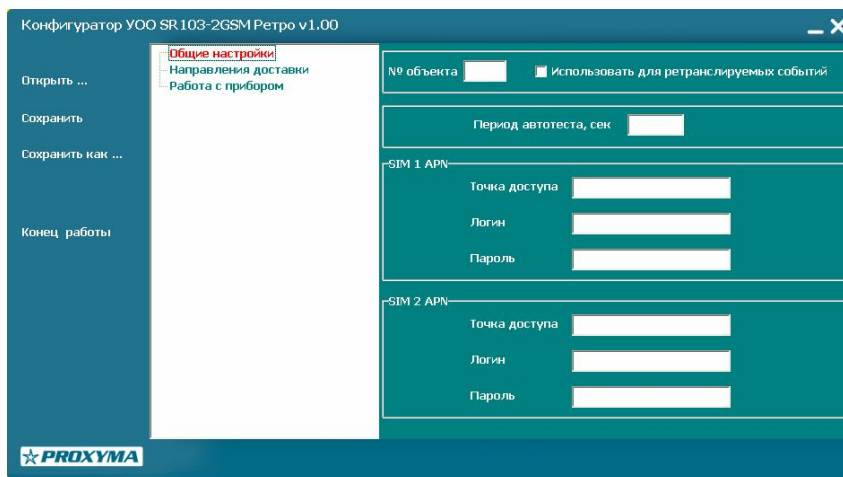 Конфигуратор УОО SR103-2GSM Ретро v1.00
Открыть ...
Сохранить
Сохранить как ...
Конец работы
Общие настройки
Направления доставки
Работа с прибором
№ объекта
Использовать для ретранслируемых событий
Период автотеста, сек
SIM 1 APN
Точка доступа
Логин
Пароль
SIM 2 APN
Точка доступа
Логин
Пароль
PROXYMA